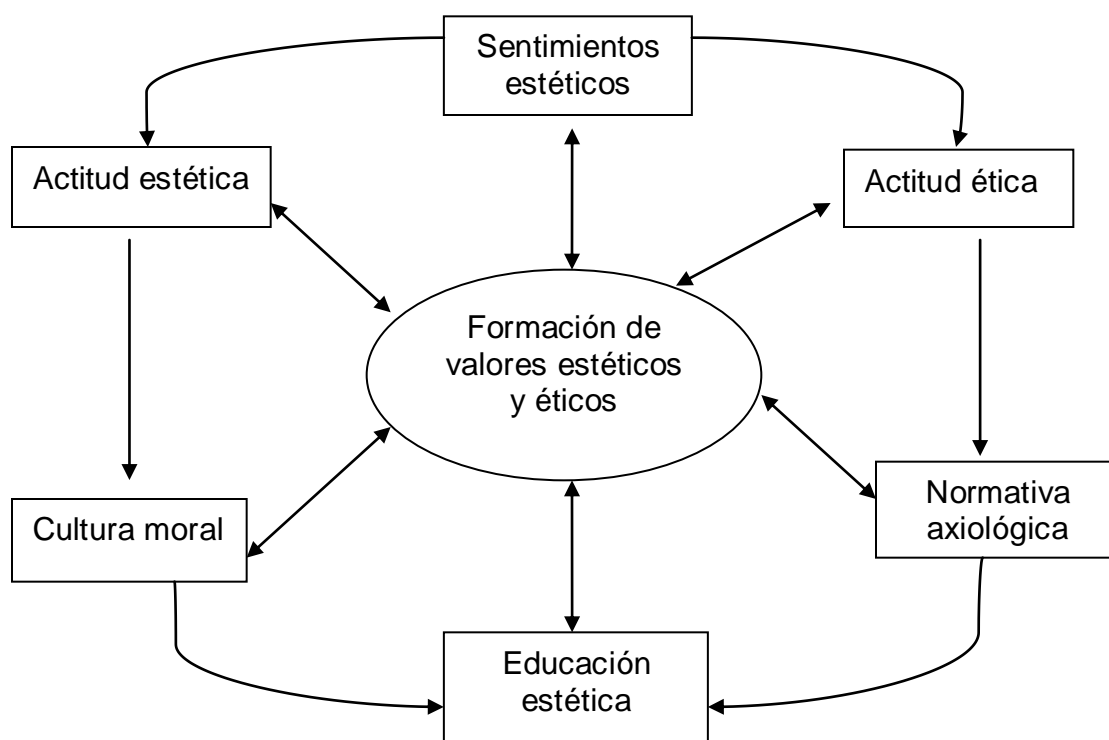 Sentimientos
estéticos
Actitud estética
Actitud ética
Formación de
valores estéticos
y éticos
Cultura moral
Normativa
axiológica
Educación
estética